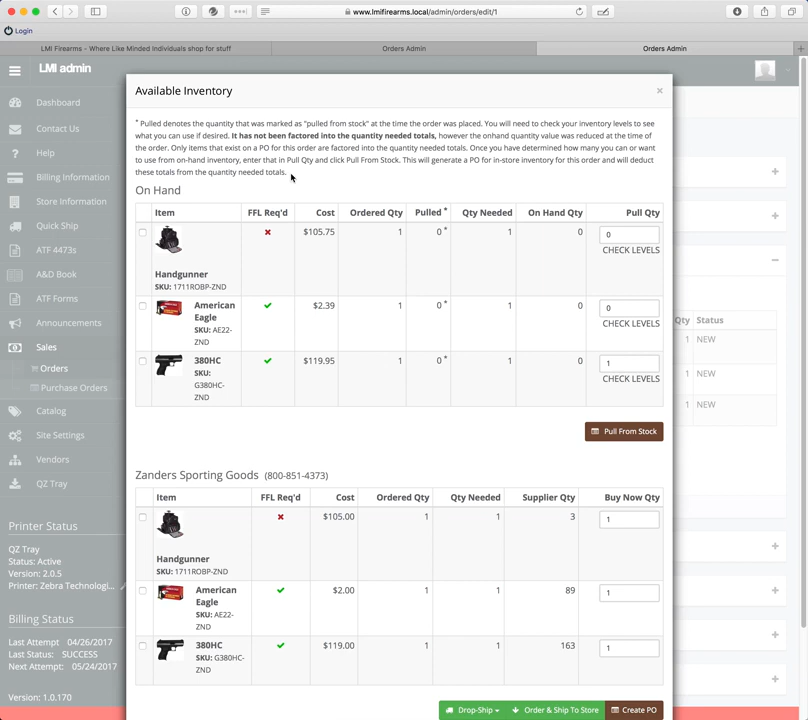 www.lmifirearms.local/admin/orders/edit/1
Login
LMI Firearms - Where Like Minded Individuals shop for stuff
Orders Admin
Orders Admin
LMI admin
Dashboard
Contact Us
Help
Billing Information
Store Information
Quick Ship
ATF 4473s
A&D Book
ATF Forms
Announcements
Sales
Orders
Purchase Orders
Catalog
Site Settings
Vendors
QZ Tray
Printer Status
QZ Tray
Status: Active
Version: 2.0.5
Printer: Zebra Technologi...
Billing Status
Last Attempt 04/26/2017
Last Status: SUCCESS
Next Attempt: 05/24/2017
Version: 1.0.170
Available Inventory ×
* Pulled denotes the quantity that was marked as "pulled from stock" at the time the order was placed. You will need to check your inventory levels to see
what you can use if desired. It has not been factored into the quantity needed totals, however the onhand quantity value was reduced at the time of
the order. Only items that exist on a PO for this order are factored into the quantity needed totals. Once you have determined how many you can or want
to use from on-hand inventory, enter that in Pull Qty and click Pull From Stock. This will generate a PO for in-store inventory for this order and will deduct
these totals from the quantity needed totals.
On Hand
Item FFL Req'd Cost Ordered Qty Pulled * Qty Needed On Hand Qty Pull Qty
$105.75 1 0 * 1 0 0
CHECK LEVELS
Handgunner
SKU: 1711ROBP-ZND
American
Eagle
SKU: AE22-
ZND
$2.39 1 0 * 1 0 0
CHECK LEVELS
380HC
SKU:
G380HC-
ZND
$119.95 1 0 * 1 0 1
CHECK LEVELS
Pull From Stock
Zanders Sporting Goods (800-851-4373)
Item FFL Req'd Cost Ordered Qty Qty Needed Supplier Qty Buy Now Qty
$105.00 1 1 3 1
Handgunner
SKU: 1711ROBP-ZND
American
Eagle
SKU: AE22-
ZND
$2.00 1 1 89 1
380HC
SKU: G380HC-
ZND
$119.00 1 1 163 1
Drop-Ship Order & Ship To Store Create PO
Qty Status
1 NEW
1 NEW
1 NEW